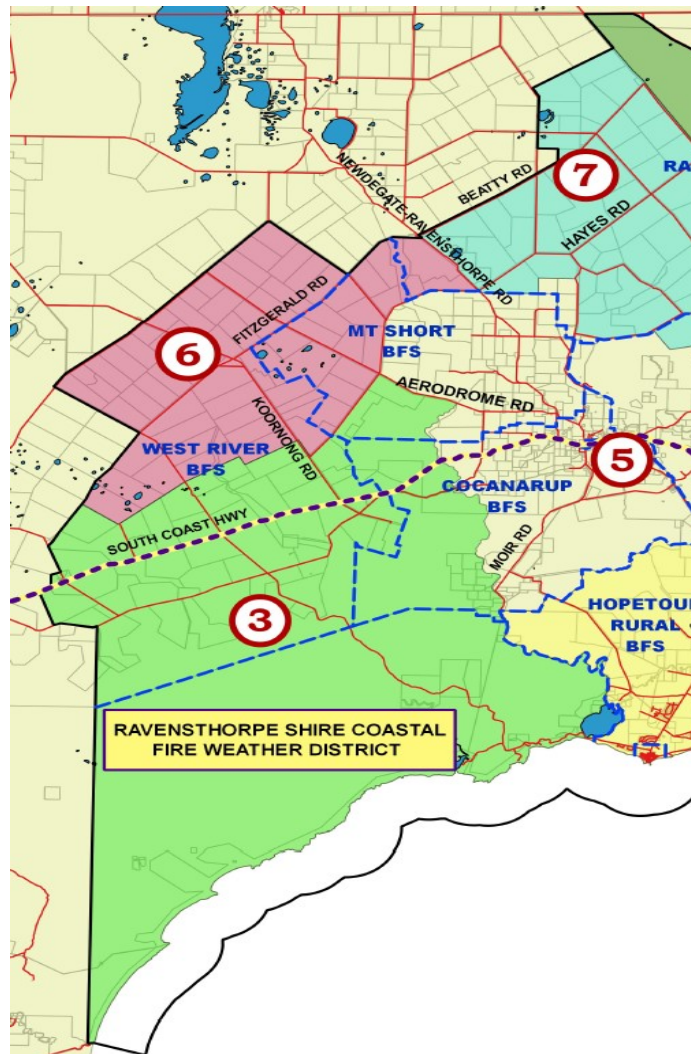 7
RA
BEATTY RD
HAYES RD
NEWDEGATE-RAVENSTHORPE RD
FITZGERALD RD
MT SHORT
BFS
6
AERODROME RD
KOORNONG RD
WEST RIVER
BFS
5
COCANARUP
BFS
SOUTH COAST HWY
MOIR RD
3
HOPETOU
RURAL
BFS
RAVENSTHORPE SHIRE COASTAL
FIRE WEATHER DISTRICT